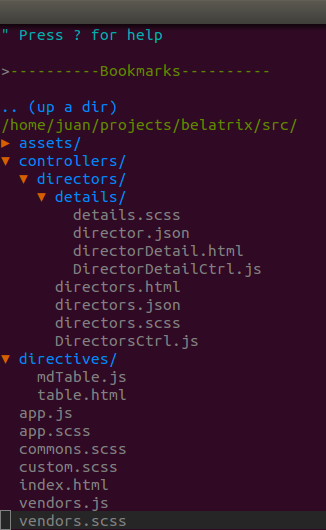 " Press ? for help
>----------Bookmarks----------
.. (up a dir)
/home/juan/projects/belatrix/src/
▶ assets/
▼ controllers/
▼ directors/
▼ details/
details.scss
director.json
directorDetail.html
DirectorDetailCtrl.js
directors.html
directors.json
directors.scss
DirectorsCtrl.js
▼ directives/
mdTable.js
table.html
app.js
app.scss
commons.scss
custom.scss
index.html
vendors.js
vendors.scss